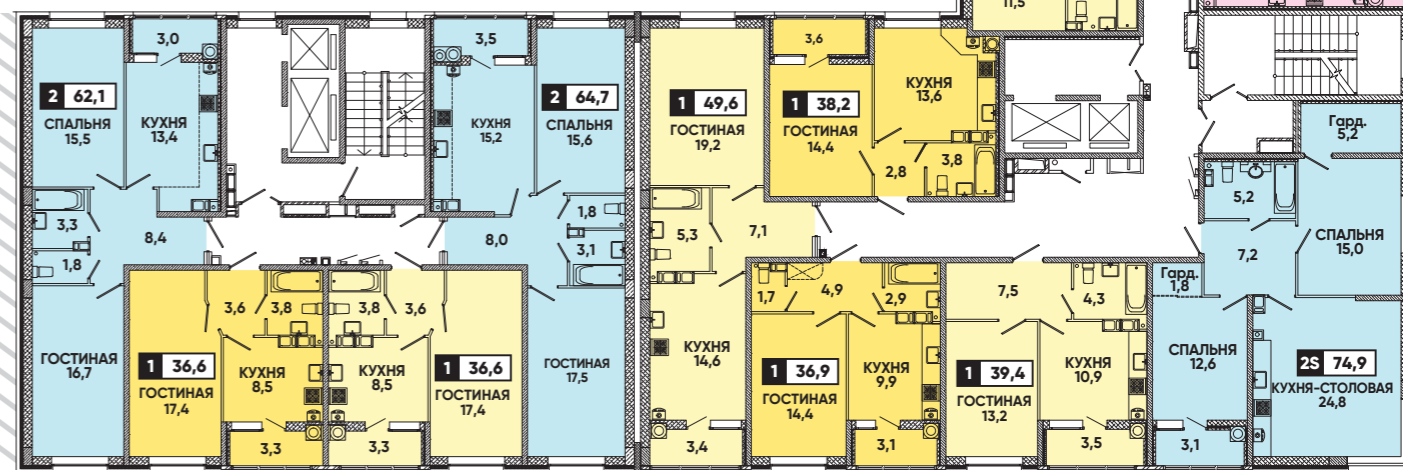 11,5
2 62,1
СПАЛЬНЯ
15,5
3,0
КУХНЯ
13,4
3,3
1,8
8,4
ГОСТИНАЯ
16,7
3,5
КУХНЯ
15,2
2 64,7
СПАЛЬНЯ
15,6
1,8
3,1
8,0
ГОСТИНАЯ
17,5
3,6
3,8
1 36,6
ГОСТИНАЯ
17,4
КУХНЯ
8,5
3,3
3,8
3,6
КУХНЯ
8,5
1 36,6
ГОСТИНАЯ
17,4
3,3
1 49,6
ГОСТИНАЯ
19,2
5,3
7,1
КУХНЯ
14,6
3,4
3,6
1 38,2
ГОСТИНАЯ
14,4
КУХНЯ
13,6
2,8
3,8
1,7
4,9
2,9
1 36,9
ГОСТИНАЯ
14,4
КУХНЯ
9,9
3,1
7,5
4,3
1 39,4
ГОСТИНАЯ
13,2
КУХНЯ
10,9
3,5
Гард.
5,2
5,2
7,2
СПАЛЬНЯ
15,0
Гард.
1,8
СПАЛЬНЯ
12,6
3,1
2S 74,9
КУХНЯ-СТОЛОВАЯ
24,8